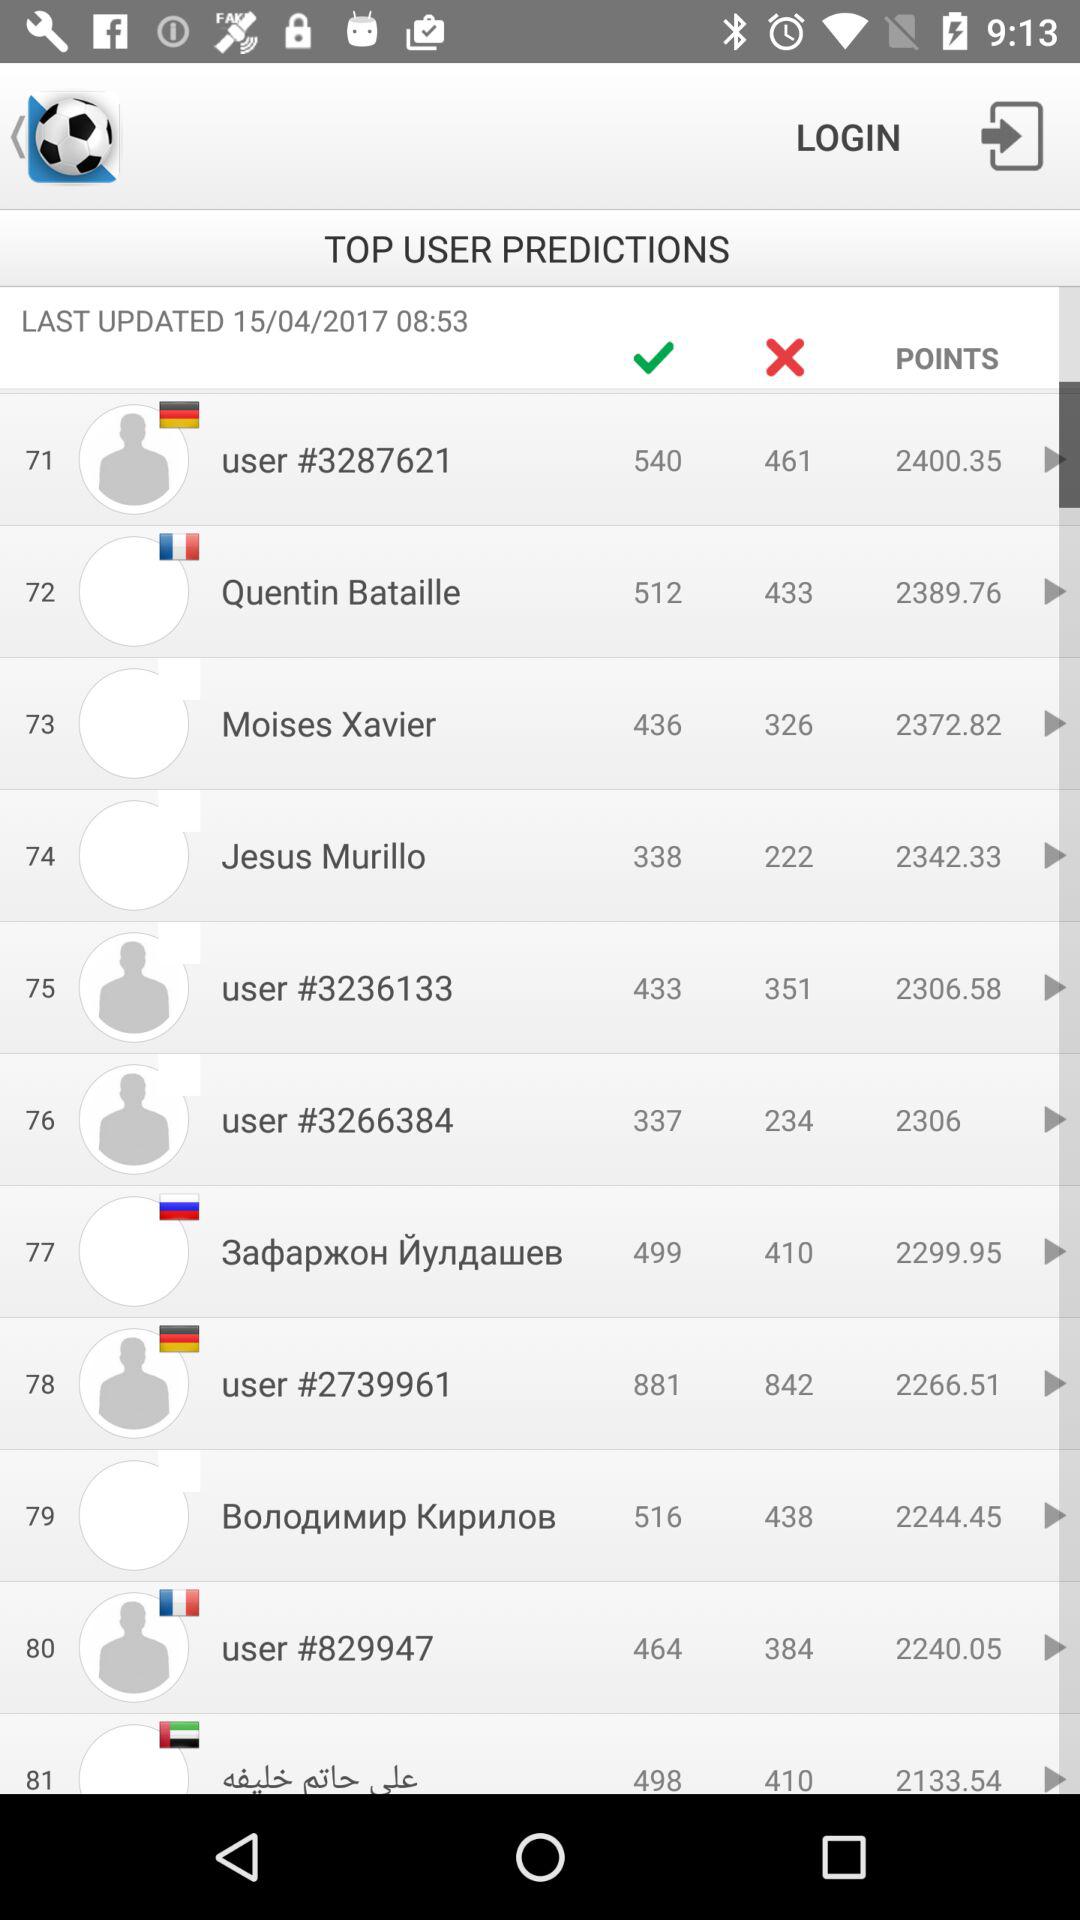 FAKE
9:13
LOGIN
TOP USER PREDICTIONS
LAST UPDATED 15/04/2017 08:53
POINTS
71 user #3287621 540 461 2400.35
72 Quentin Bataille 512 433 2389.76
73 Moises Xavier 436 326 2372.82
74 Jesus Murillo 338 222 2342.33
75 user #3236133 433 351 2306.58
76 user #3266384 337 234 2306
77 Зафаржон Йулдашев 499 410 2299.95
78 user #2739961 881 842 2266.51
79 Володимир Кирилов 516 438 2244.45
80 user #829947 464 384 2240.05
81 علي حاتم خليفه 498 410 2133.54